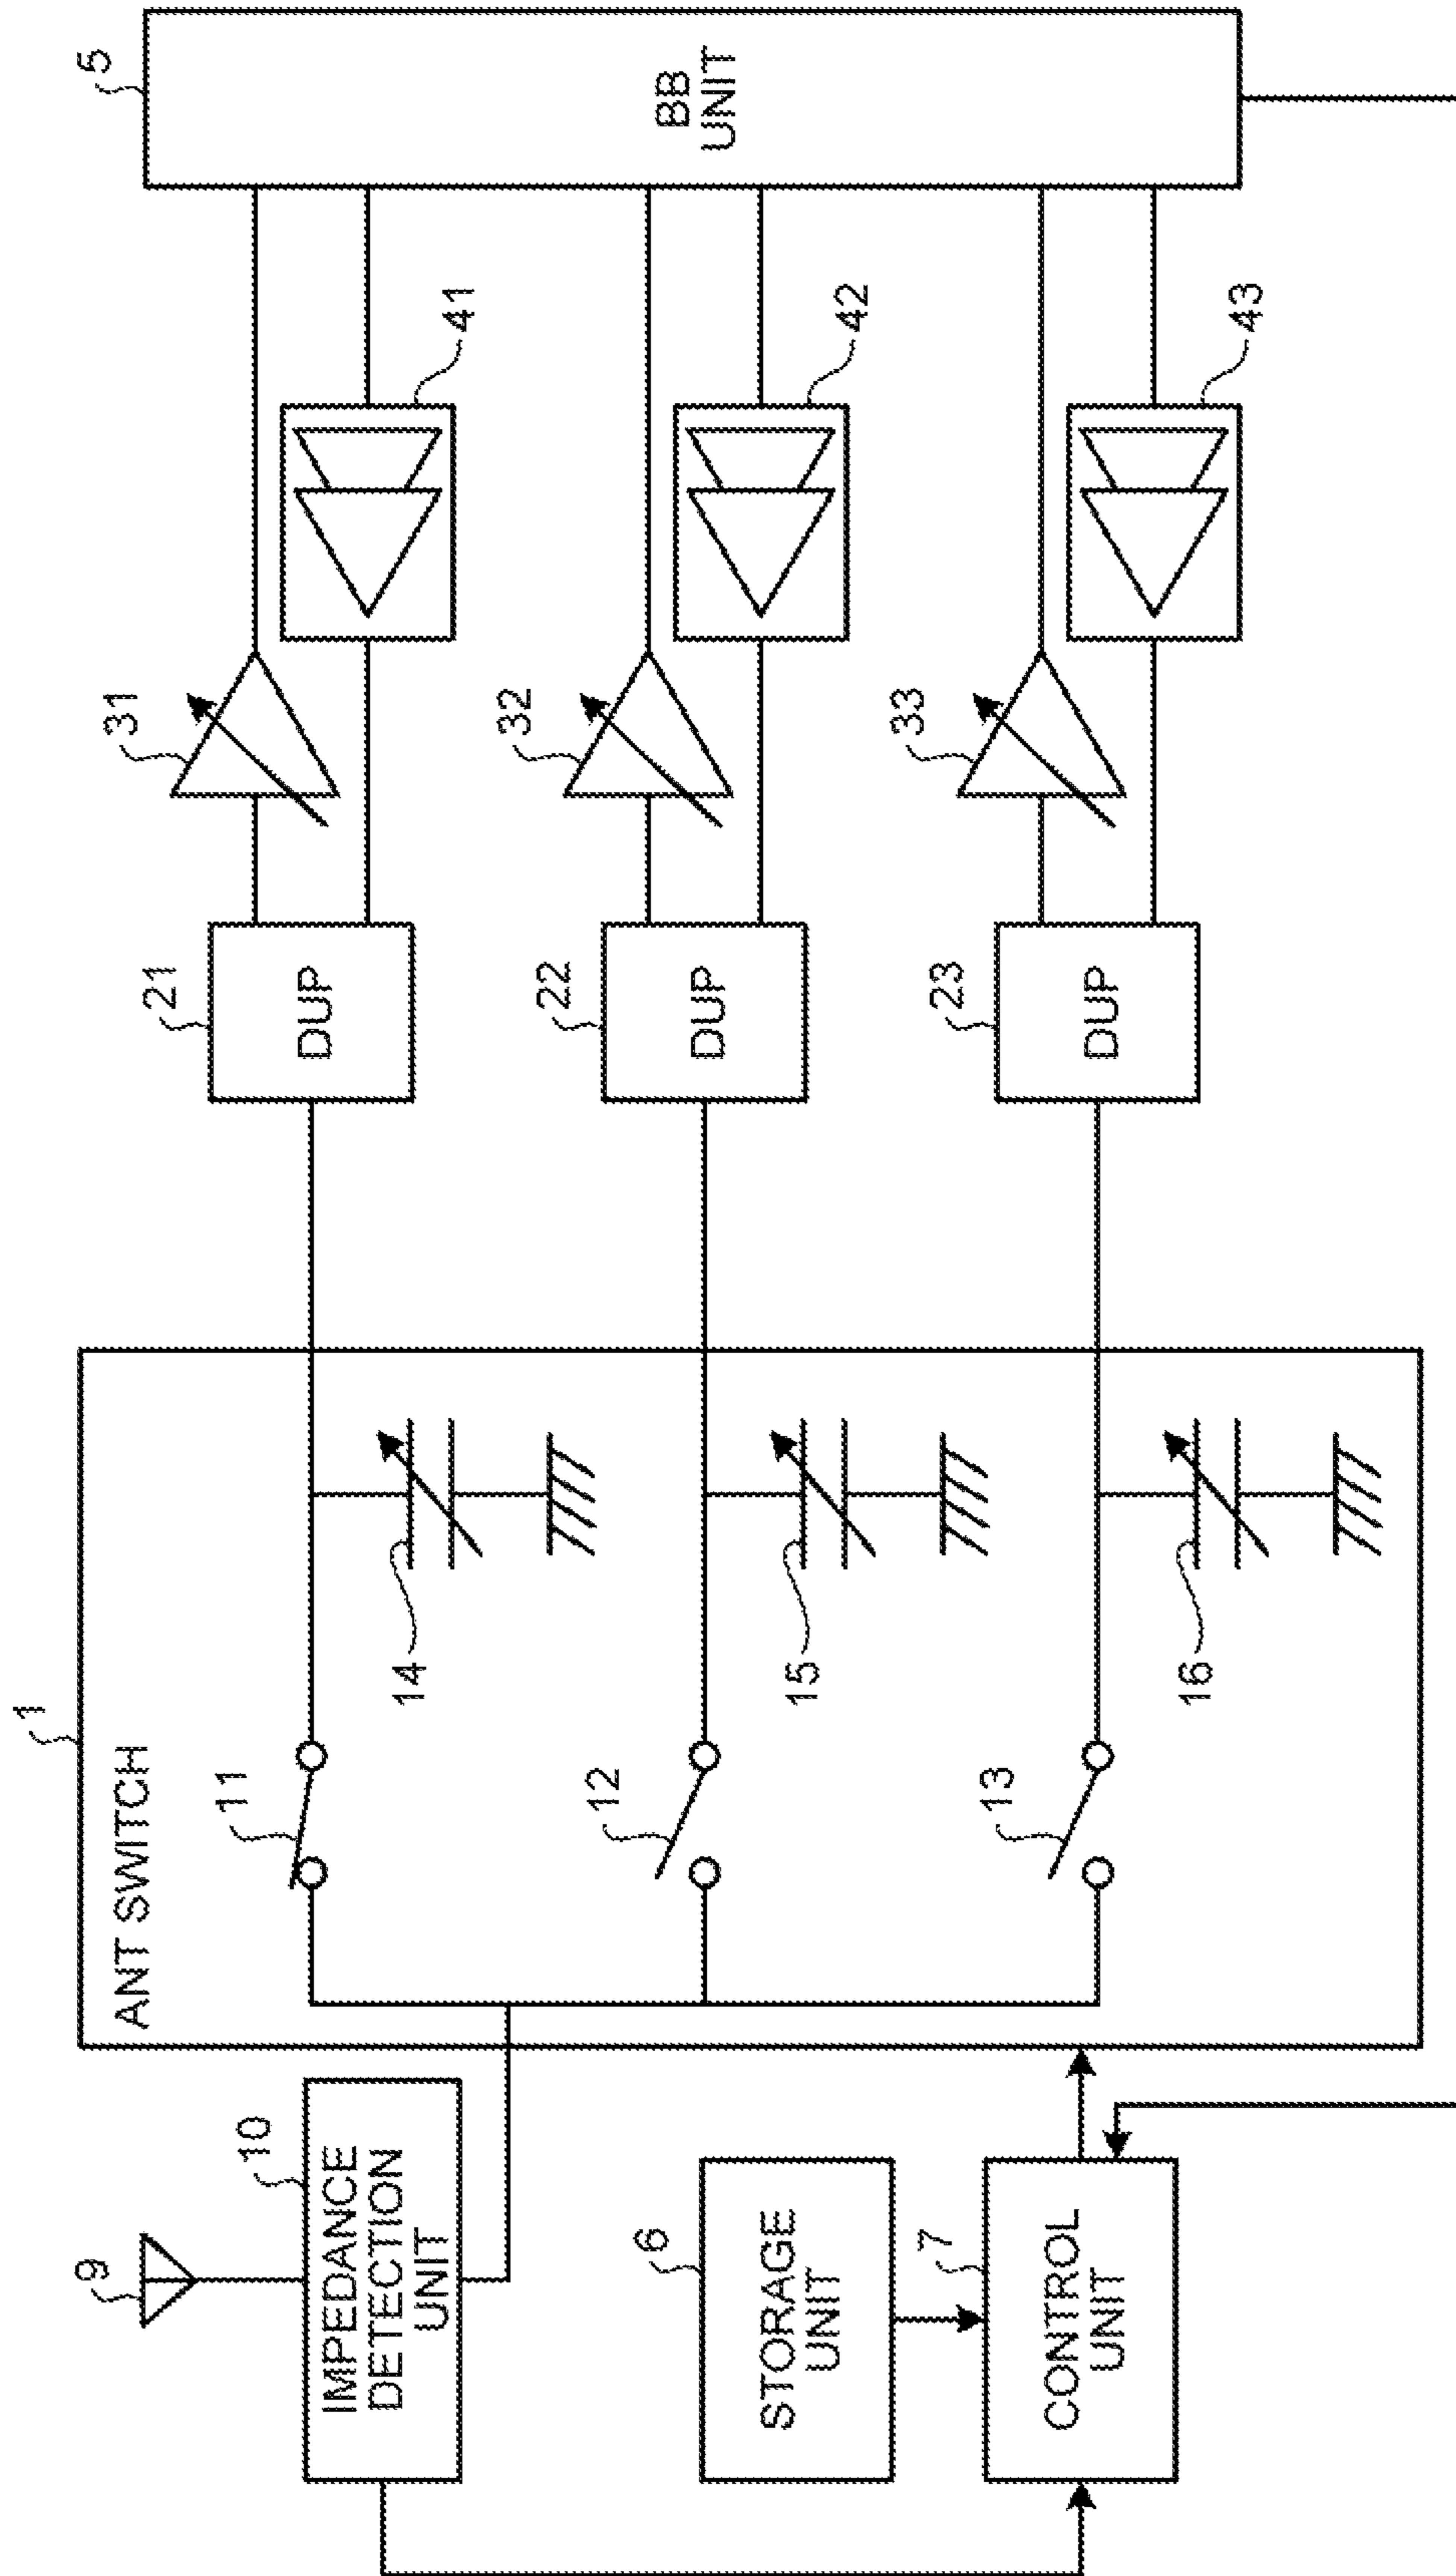 1
ANT SWITCH
9
10
IMPEDANCE
DETECTION
UNIT
6
STORAGE
UNIT
7
CONTROL
UNIT
11
12
13
14
15
16
21
DUP
22
DUP
23
DUP
31
32
33
41
42
43
5
BB
UNIT